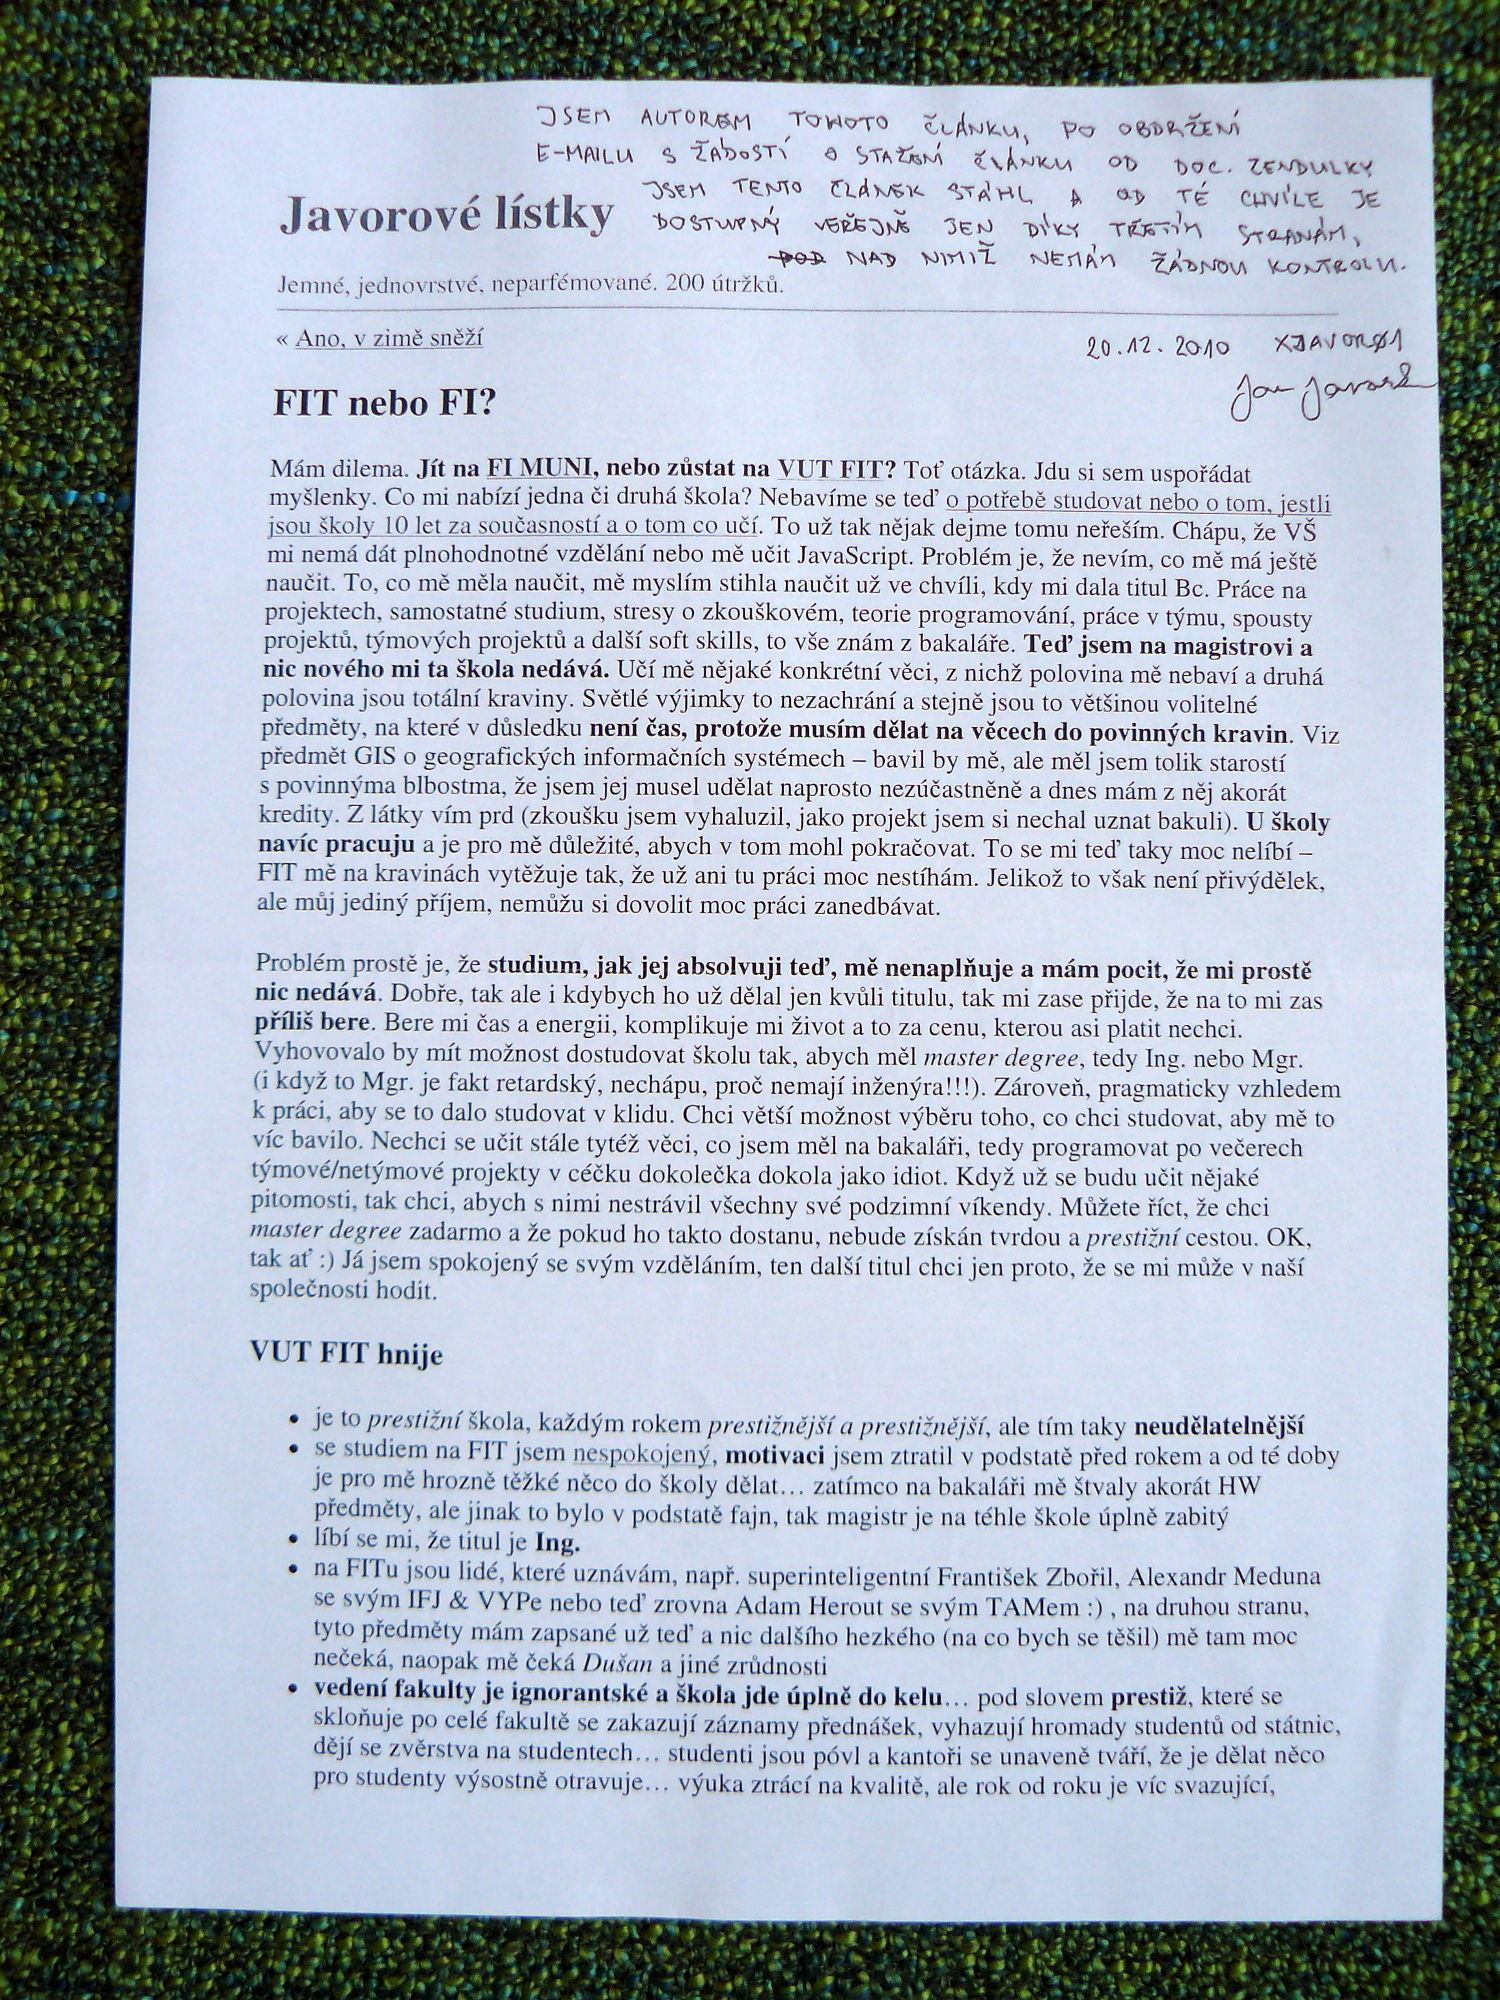 JSEM AUTOREM TOHOTO ČLÁNKU, PO OBDRŽENÍ
E-MAILU S ŽÁDOSTÍ O STAŽENÍ ČLÁNKU OD DOC. ZENDULKY
JSEM TENTO ČLÁNEK STÁHL A OD TÉ CHVÍLE JE
DOSTUPNÝ VEŘEJNĚ JEN DÍKY TŘETÍM STRANÁM,
POD NAD NIMIŽ NEMÁM ŽÁDNOU KONTROLU.
Javorové lístky
Jemné, jednovrstvé, neparfémované. 200 útržků.
« Ano, v zimě sněží
20.12.2010 XJAVOR01
Jan Javorek
FIT nebo FI?
Mám dilema. Jít na FI MUNI, nebo zůstat na VUT FIT? Toť otázka. Jdu si sem uspořádat
myšlenky. Co mi nabízí jedna či druhá škola? Nebavíme se teď o potřebě studovat nebo o tom, jestli
jsou školy 10 let za současností a o tom co učí. To už tak nějak dejme tomu neřeším. Chápu, že VŠ
mi nemá dát plnohodnotné vzdělání nebo mě učit JavaScript. Problém je, že nevím, co mě má ještě
naučit. To, co mě měla naučit, mě myslím stihla naučit už ve chvíli, kdy mi dala titul Bc. Práce na
projektech, samostatné studium, stresy o zkouškovém, teorie programování, práce v týmu, spousty
projektů, týmových projektů a další soft skills, to vše znám z bakaláře. Teď jsem na magistrovi a
nic nového mi ta škola nedává. Učí mě nějaké konkrétní věci, z nichž polovina mě nebaví a druhá
polovina jsou totální kraviny. Světlé výjimky to nezachrání a stejně jsou to většinou volitelné
předměty, na které v důsledku není čas, protože musím dělat na věcech do povinných kravin. Viz
předmět GIS o geografických informačních systémech – bavil by mě, ale měl jsem tolik starostí
s povinnýma blbostma, že jsem jej musel udělat naprosto nezúčastněně a dnes mám z něj akorát
kredity. Z látky vím prd (zkoušku jsem vyhaluzil, jako projekt jsem si nechal uznat bakuli). U školy
navíc pracuju a je pro mě důležité, abych v tom mohl pokračovat. To se mi teď taky moc nelíbí –
FIT mě na kravinách vytěžuje tak, že už ani tu práci moc nestíhám. Jelikož to však není přivýdělek,
ale můj jediný příjem, nemůžu si dovolit moc práci zanedbávat.
Problém prostě je, že studium, jak jej absolvuji teď, mě nenaplňuje a mám pocit, že mi prostě
nic nedává. Dobře, tak ale i kdybych ho už dělal jen kvůli titulu, tak mi zase přijde, že na to mi zas
příliš bere. Bere mi čas a energii, komplikuje mi život a to za cenu, kterou asi platit nechci.
Vyhovovalo by mít možnost dostudovat školu tak, abych měl master degree, tedy Ing. nebo Mgr.
(i když to Mgr. je fakt retardský, nechápu, proč nemají inženýra!!!). Zároveň, pragmaticky vzhledem
k práci, aby se to dalo studovat v klidu. Chci větší možnost výběru toho, co chci studovat, aby mě to
víc bavilo. Nechci se učit stále tytéž věci, co jsem měl na bakaláři, tedy programovat po večerech
týmové/netýmové projekty v céčku dokolečka dokola jako idiot. Když už se budu učit nějaké
pitomosti, tak chci, abych s nimi nestrávil všechny své podzimní víkendy. Můžete říct, že chci
master degree zadarmo a že pokud ho takto dostanu, nebude získán tvrdou a prestižní cestou. OK,
tak ať :) Já jsem spokojený se svým vzděláním, ten další titul chci jen proto, že se mi může v naší
společnosti hodit.
VUT FIT hnije
• je to prestižní škola, každým rokem prestižnější a prestižnější, ale tím taky neudělatelnější
• se studiem na FIT jsem nespokojený, motivaci jsem ztratil v podstatě před rokem a od té doby
je pro mě hrozně těžké něco do školy dělat… zatímco na bakaláři mě štvaly akorát HW
předměty, ale jinak to bylo v podstatě fajn, tak magistr je na téhle škole úplně zabitý
• líbí se mi, že titul je Ing.
• na FITu jsou lidé, které uznávám, např. superinteligentní František Zbořil, Alexandr Meduna
se svým IFJ & VYPe nebo teď zrovna Adam Herout se svým TAMem :) , na druhou stranu,
tyto předměty mám zapsané už teď a nic dalšího hezkého (na co bych se těšil) mě tam moc
nečeká, naopak mě čeká Dušan a jiné zrůdnosti
• vedení fakulty je ignorantské a škola jde úplně do kelu… pod slovem prestiž, které se
skloňuje po celé fakultě se zakazují záznamy přednášek, vyhazují hromady studentů od státnic,
dějí se zvěrstva na studentech… studenti jsou póvl a kantoři se unaveně tváří, že je dělat něco
pro studenty výsostně otravuje… výuka ztrácí na kvalitě, ale rok od roku je víc svazující,